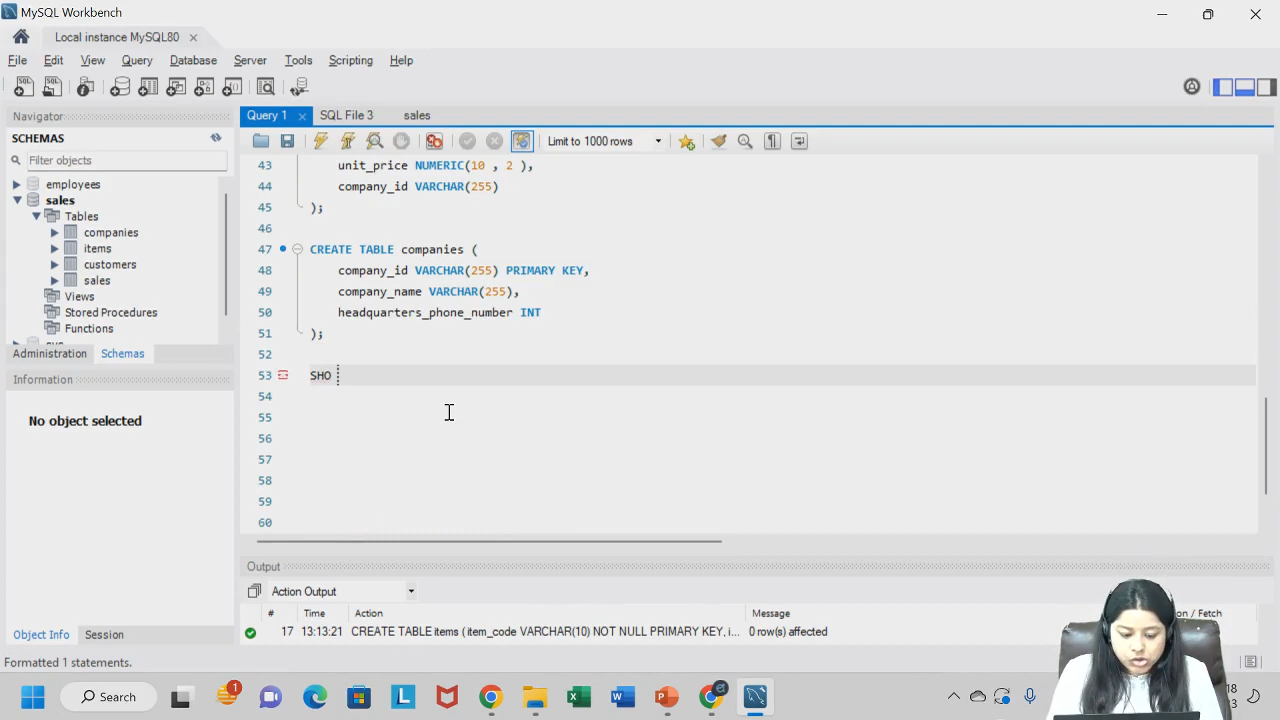 MySQL Workbench
Local instance MySQL80
File Edit View Query Database Server Tools Scripting Help
Navigator
SCHEMAS
Filter objects
employees
sales
Tables
companies
items
customers
sales
Views
Stored Procedures
Functions
Administration Schemas
Information
No object selected
Object Info Session
Query 1 SQL File 3 sales
Limit to 1000 rows
43 unit_price NUMERIC(10 , 2 ),
44 company_id VARCHAR(255)
45 );
46
47 CREATE TABLE companies (
48 company_id VARCHAR(255) PRIMARY KEY,
49 company_name VARCHAR(255),
50 headquarters_phone_number INT
51 );
52
53 SHO
54
55
56
57
58
59
60
Output
Action Output
# Time Action Message on / Fetch
17 13:13:21 CREATE TABLE items ( item_code VARCHAR(10) NOT NULL PRIMARY KEY, i... 0 row(s) affected
Formatted 1 statements.
Search
1
18
3